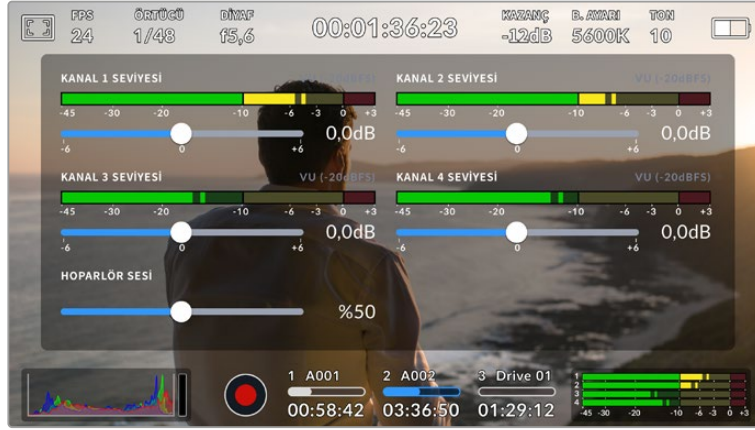 FPS ÖRTÜCÜ DİYAF KAZANÇ B. AYARI TON
24 1/48 f5,6 00:01:36:23 -12dB 5600K 10
KANAL 1 SEVİYESİ VU (-20dBFS) KANAL 2 SEVİYESİ VU (-20dBFS)
-45 -30 -20 -10 -6 -3 0 +3 -45 -30 -20 -10 -6 -3 0 +3
0,0dB 0,0dB
-6 0 +6 -6 0 +6
KANAL 3 SEVİYESİ VU (-20dBFS) KANAL 4 SEVİYESİ VU (-20dBFS)
-45 -30 -20 -10 -6 -3 0 +3 -45 -30 -20 -10 -6 -3 0 +3
0,0dB 0,0dB
-6 0 +6 -6 0 +6
HOPARLÖR SESİ
%50
1 A001 2 A002 3 Drive 01
00:58:42 03:36:50 01:29:12
1
2
3
4
-45 -30 -20 -10 -6 -3 0 +3